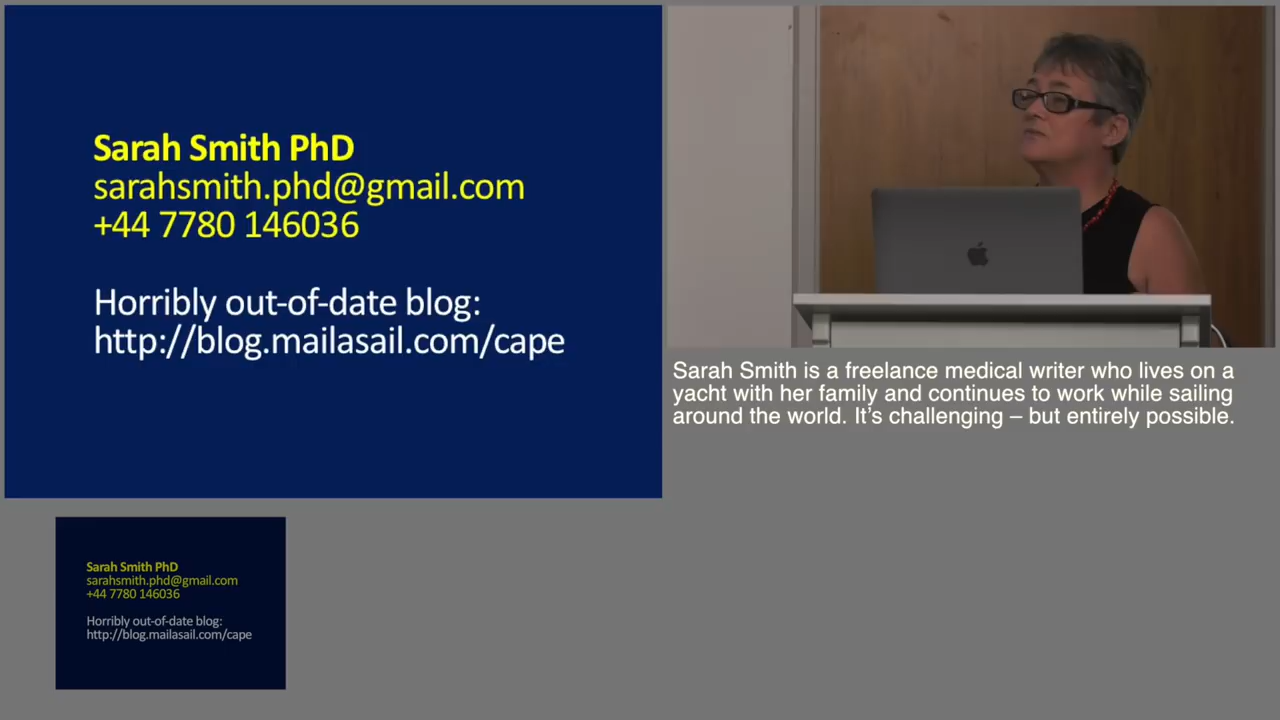 Sarah Smith PhD
sarahsmith.phd@gmail.com
+44 7780 146036
Horribly out-of-date blog:
http://blog.mailasail.com/cape
Sarah Smith is a freelance medical writer who lives on a
yacht with her family and continues to work while sailing
around the world. It’s challenging – but entirely possible.
Sarah Smith PhD
sarahsmith.phd@gmail.com
+44 7780 146036
Horribly out-of-date blog:
http://blog.mailasail.com/cape